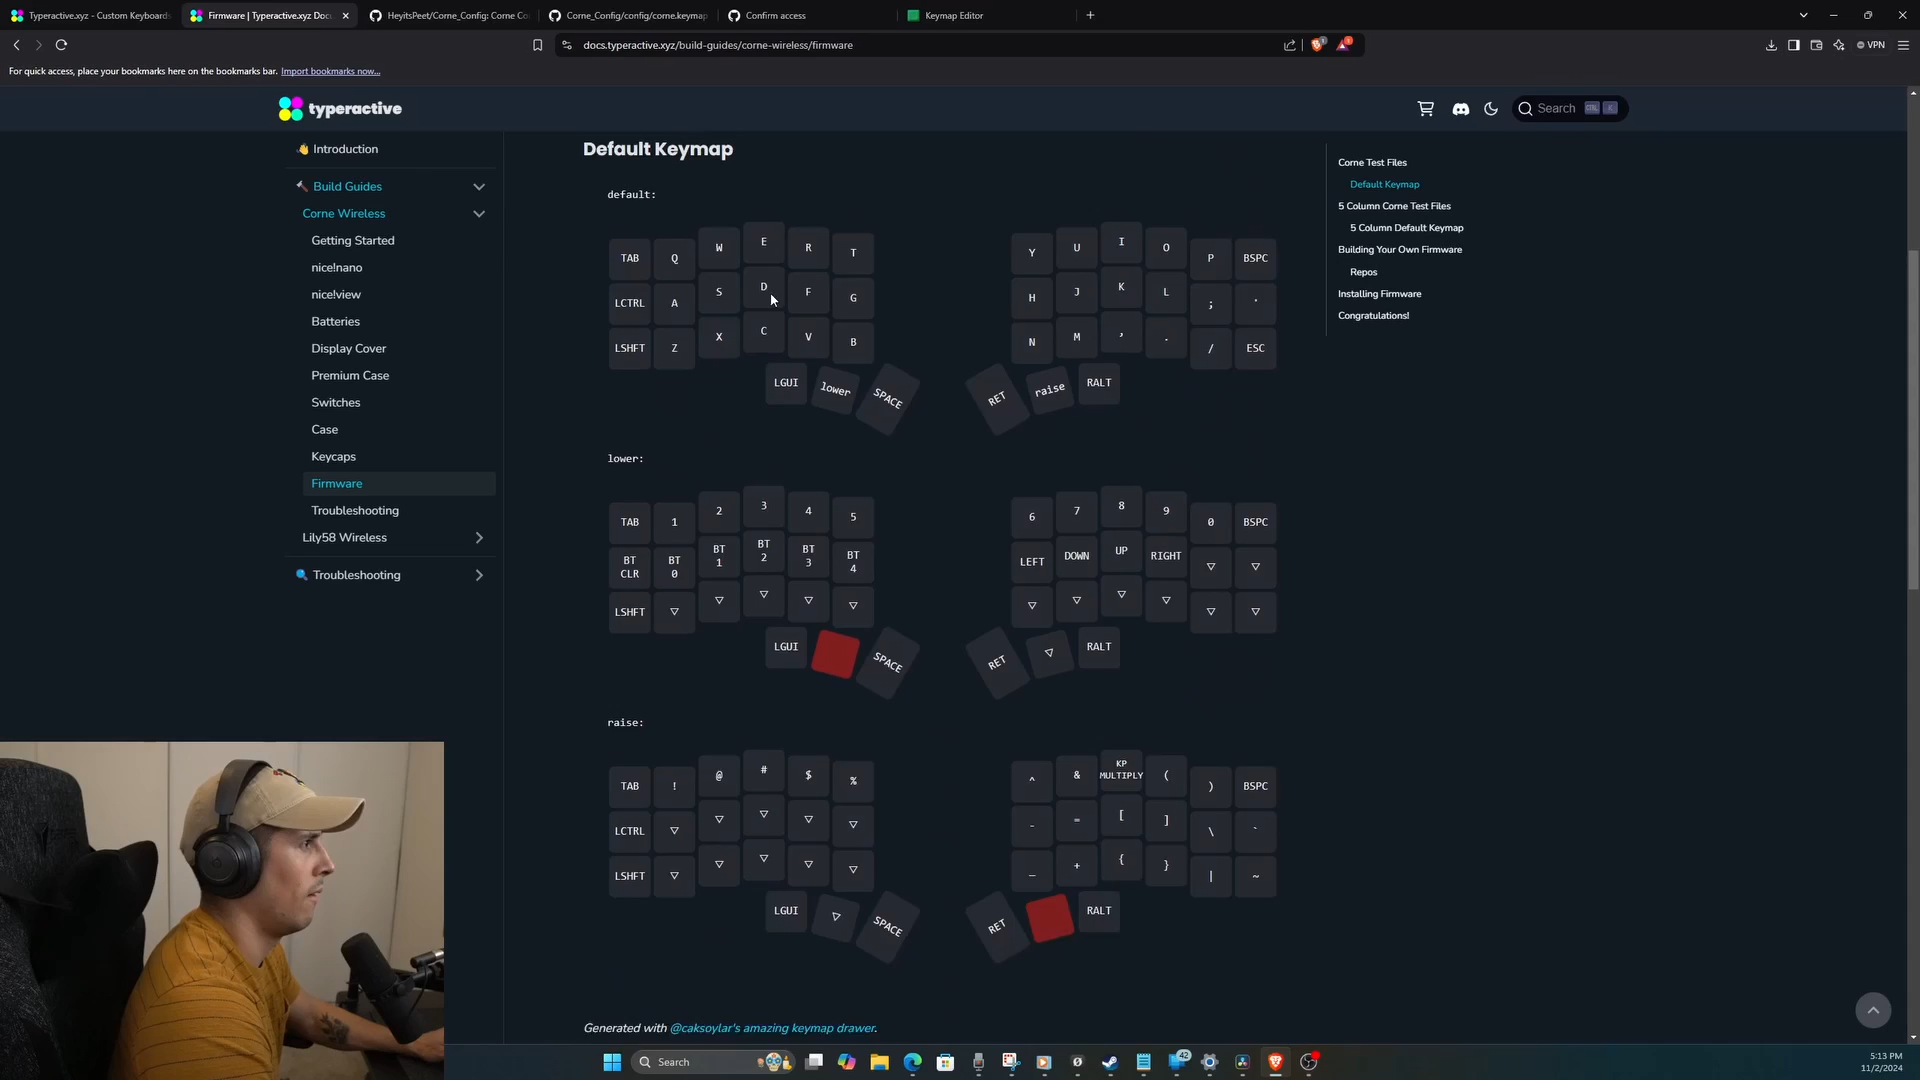 Typeractive.xyz - Custom Keyboards
Firmware | Typeractive.xyz Doc
HeyitsPeet/Corne_Config: Corne Co
Corne_Config/config/corne.keymap
Confirm access
Keymap Editor
docs.typeractive.xyz/build-guides/corne-wireless/firmware
VPN
For quick access, place your bookmarks here on the bookmarks bar. Import bookmarks now...
typeractive
Search CTRL K
Introduction
Build Guides
Corne Wireless
Getting Started
nice!nano
nice!view
Batteries
Display Cover
Premium Case
Switches
Case
Keycaps
Firmware
Troubleshooting
Lily58 Wireless
Troubleshooting
Default Keymap
default:
TAB Q W E R T Y U I O P BSPC
LCTRL A S D F G H J K L ; '
LSHFT Z X C V B N M , . / ESC
LGUI lower SPACE RET raise RALT
lower:
TAB 1 2 3 4 5 6 7 8 9 0 BSPC
BT CLR BT 0 BT 1 BT 2 BT 3 BT 4 LEFT DOWN UP RIGHT ▽ ▽
LSHFT ▽ ▽ ▽ ▽ ▽ ▽ ▽ ▽ ▽ ▽ ▽
LGUI SPACE RET ▽ RALT
raise:
TAB ! @ # $ % ^ & KP MULTIPLY ( ) BSPC
LCTRL ▽ ▽ ▽ ▽ ▽ - = [ ] \ `
LSHFT ▽ ▽ ▽ ▽ ▽ _ + { } | ~
LGUI ▽ SPACE RET RALT
Generated with @caksoylar's amazing keymap drawer.
Corne Test Files
Default Keymap
5 Column Corne Test Files
5 Column Default Keymap
Building Your Own Firmware
Repos
Installing Firmware
Congratulations!
Search
42
5:13 PM
11/2/2024